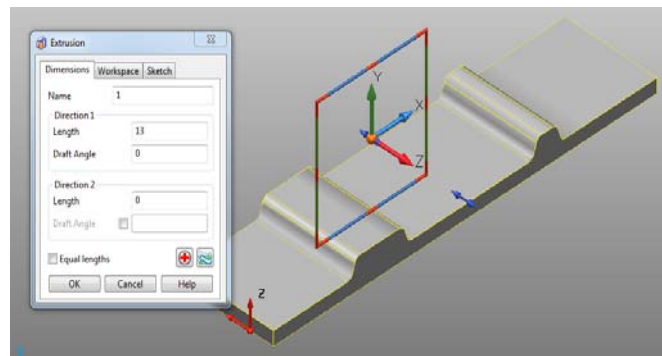 Extrusion
Dimensions Workspace Sketch
Name 1
Direction 1
Length 13
Draft Angle 0
Direction 2
Length 0
Draft Angle
Equal lengths
OK Cancel Help
Y
X
Z
Z